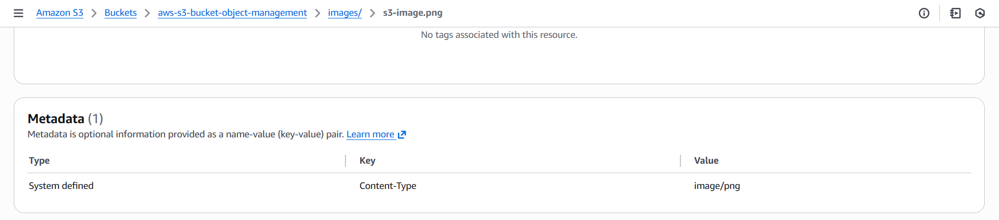 Amazon S3 > Buckets > aws-s3-bucket-object-management > images/ > s3-image.png
No tags associated with this resource.
Metadata (1)
Metadata is optional information provided as a name-value (key-value) pair. Learn more
Type Key Value
System defined Content-Type image/png